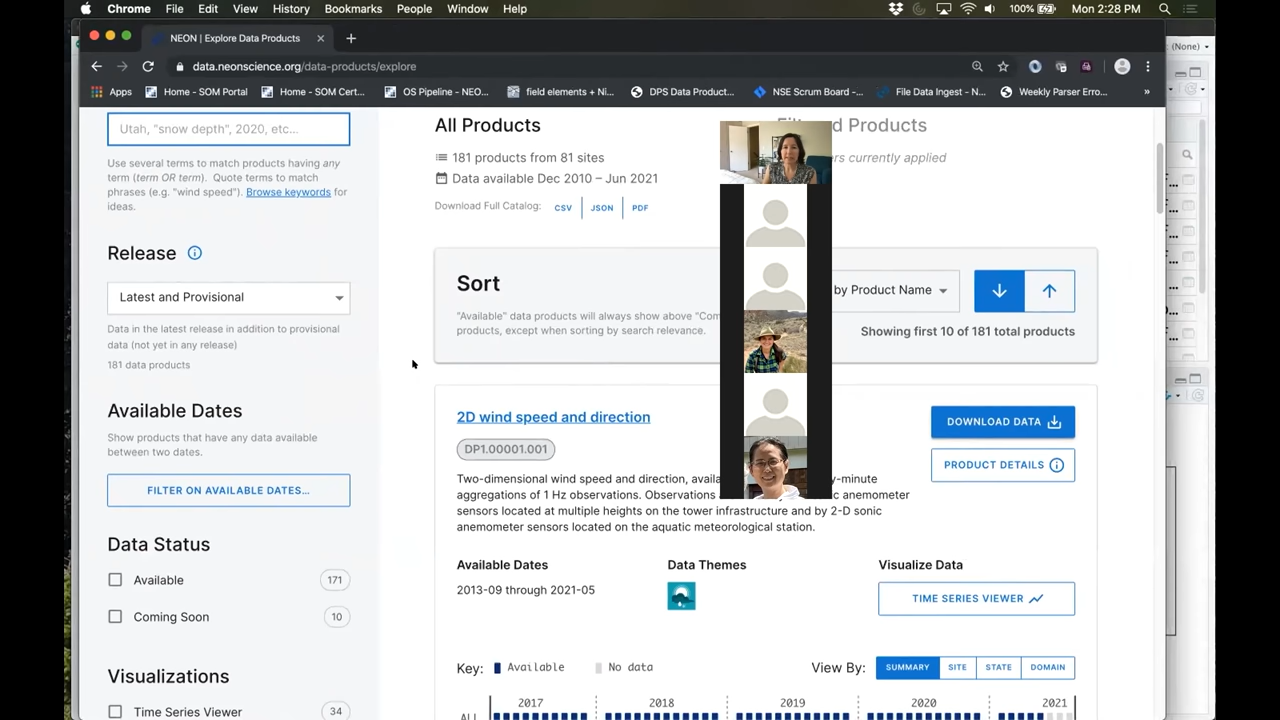 Chrome File Edit View History Bookmarks People Window Help 100% Mon 2:28 PM
NEON | Explore Data Products
data.neonscience.org/data-products/explore
Apps Home - SOM Portal Home - SOM Cert... OS Pipeline - N... field elements + Ni... DPS Data Product... NSE Scrum Board -... File Based Ingest - N... Weekly Parser Erro... »
(None)
Utah, "snow depth", 2020, etc...
Use several terms to match products having any
term (term OR term). Quote terms to match
phrases (e.g. "wind speed"). Browse keywords for
ideas.
Release
Latest and Provisional
Data in the latest release in addition to provisional
data (not yet in any release)
181 data products
Available Dates
Show products that have any data available
between two dates.
FILTER ON AVAILABLE DATES...
Data Status
Available 171
Coming Soon 10
Visualizations
Time Series Viewer 34
All Products
181 products from 81 sites
Data available Dec 2010 – Jun 2021
Download Full Catalog: CSV JSON PDF
d Products
rs currently applied
Sort
by Product Name
"Available" data products will always show above "Com
products, except when sorting by search relevance.
Showing first 10 of 181 total products
2D wind speed and direction
DP1.00001.001
DOWNLOAD DATA
PRODUCT DETAILS
Two-dimensional wind speed and direction, availa y-minute
aggregations of 1 Hz observations. Observations c anemometer
sensors located at multiple heights on the tower infrastructure and by 2-D sonic
anemometer sensors located on the aquatic meteorological station.
Available Dates
2013-09 through 2021-05
Data Themes
Visualize Data
TIME SERIES VIEWER
Key: Available No data
View By: SUMMARY SITE STATE DOMAIN
2017 2018 2019 2020 2021
ALL